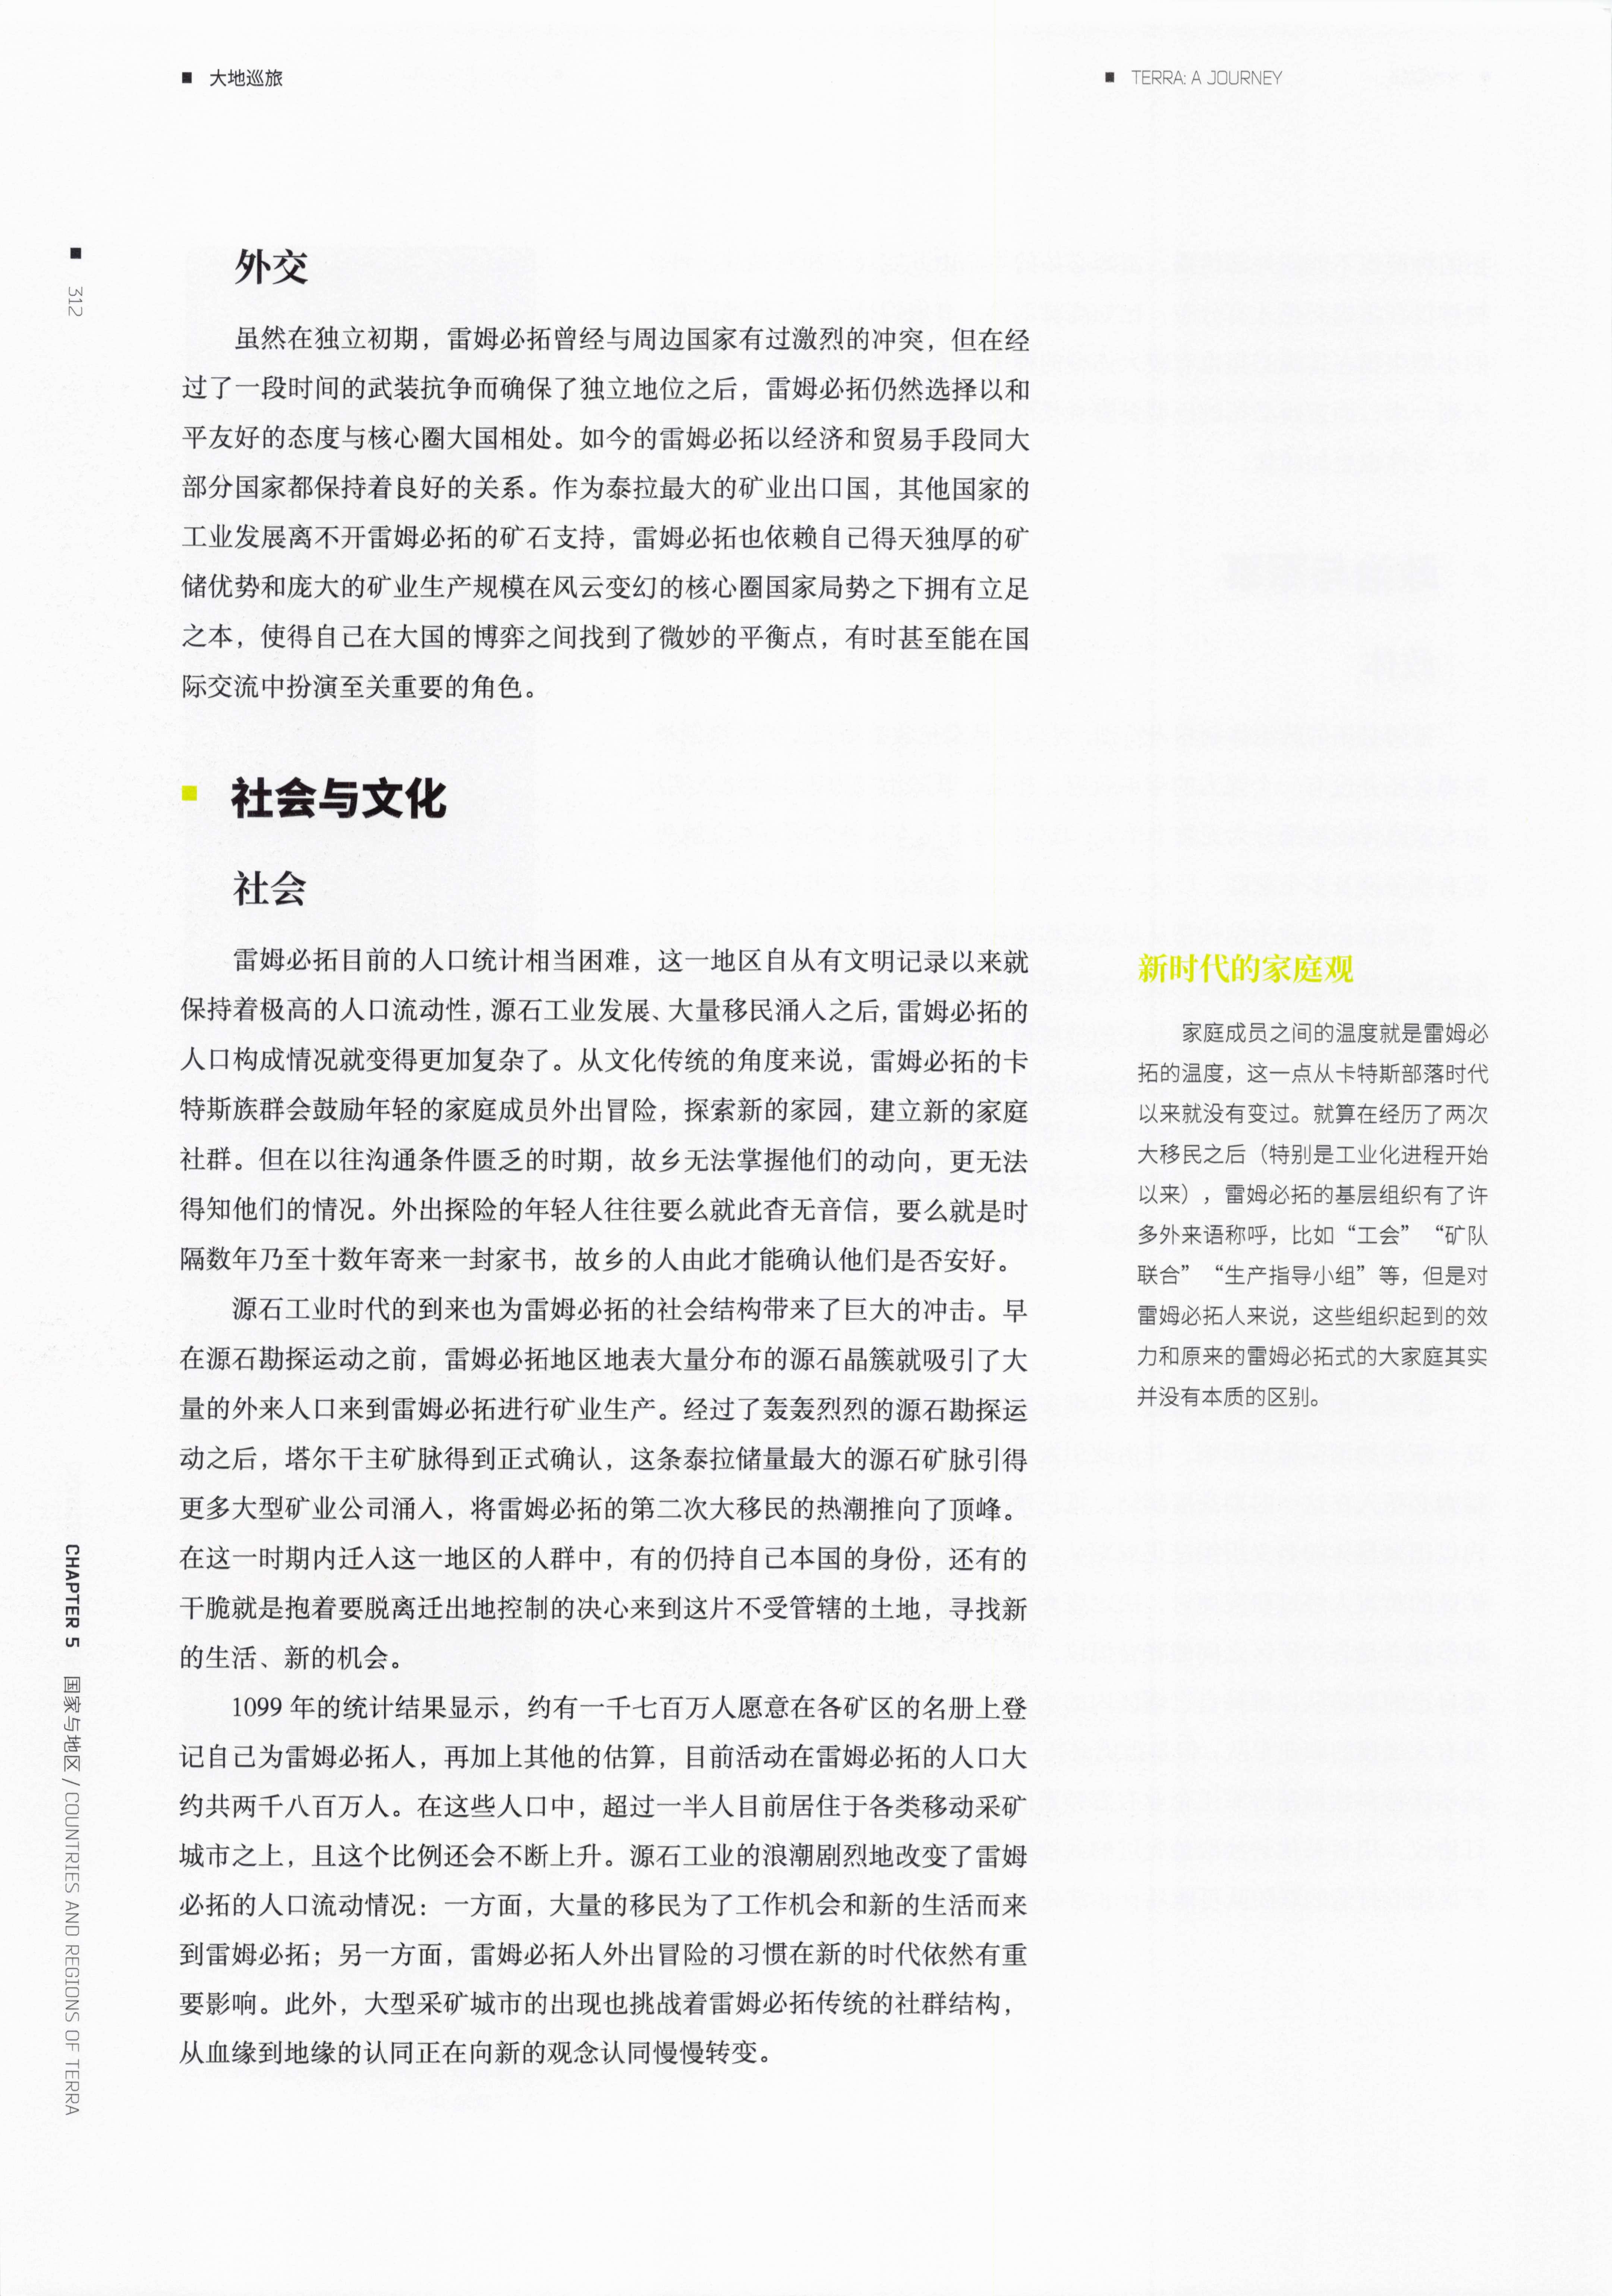 大地巡旅
TERRA: A JOURNEY
312
外交
虽然在独立初期，雷姆必拓曾经与周边国家有过激烈的冲突，但在经
过了一段时间的武装抗争而确保了独立地位之后，雷姆必拓仍然选择以和
平友好的态度与核心圈大国相处。如今的雷姆必拓以经济和贸易手段同大
部分国家都保持着良好的关系。作为泰拉最大的矿业出口国，其他国家的
工业发展离不开雷姆必拓的矿石支持，雷姆必拓也依赖自己得天独厚的矿
储优势和庞大的矿业生产规模在风云变幻的核心圈国家局势之下拥有立足
之本，使得自己在大国的博弈之间找到了微妙的平衡点，有时甚至能在国
际交流中扮演至关重要的角色。
社会与文化
社会
雷姆必拓目前的人口统计相当困难，这一地区自从有文明记录以来就
保持着极高的人口流动性，源石工业发展、大量移民涌入之后，雷姆必拓的
人口构成情况就变得更加复杂了。从文化传统的角度来说，雷姆必拓的卡
特斯族群会鼓励年轻的家庭成员外出冒险，探索新的家园，建立新的家庭
社群。但在以往沟通条件匮乏的时期，故乡无法掌握他们的动向，更无法
得知他们的情况。外出探险的年轻人往往要么就此杳无音信，要么就是时
隔数年乃至十数年寄来一封家书，故乡的人由此才能确认他们是否安好。
源石工业时代的到来也为雷姆必拓的社会结构带来了巨大的冲击。早
在源石勘探运动之前，雷姆必拓地区地表大量分布的源石晶簇就吸引了大
量的外来人口来到雷姆必拓进行矿业生产。经过了轰轰烈烈的源石勘探运
动之后，塔尔干主矿脉得到正式确认，这条泰拉储量最大的源石矿脉引得
更多大型矿业公司涌入，将雷姆必拓的第二次大移民的热潮推向了顶峰。
在这一时期内迁入这一地区的人群中，有的仍持自己本国的身份，还有的
干脆就是抱着要脱离迁出地控制的决心来到这片不受管辖的土地，寻找新
的生活、新的机会。
1099 年的统计结果显示，约有一千七百万人愿意在各矿区的名册上登
记自己为雷姆必拓人，再加上其他的估算，目前活动在雷姆必拓的人口大
约共两千八百万人。在这些人口中，超过一半人目前居住于各类移动采矿
城市之上，且这个比例还会不断上升。源石工业的浪潮剧烈地改变了雷姆
必拓的人口流动情况：一方面，大量的移民为了工作机会和新的生活而来
到雷姆必拓；另一方面，雷姆必拓人外出冒险的习惯在新的时代依然有重
要影响。此外，大型采矿城市的出现也挑战着雷姆必拓传统的社群结构，
从血缘到地缘的认同正在向新的观念认同慢慢转变。
新时代的家庭观
家庭成员之间的温度就是雷姆必
拓的温度，这一点从卡特斯部落时代
以来就没有变过。就算在经历了两次
大移民之后（特别是工业化进程开始
以来），雷姆必拓的基层组织有了许
多外来语称呼，比如“工会”“矿队
联合”“生产指导小组”等，但是对
雷姆必拓人来说，这些组织起到的效
力和原来的雷姆必拓式的大家庭其实
并没有本质的区别。
CHAPTER 5 国家与地区 / COUNTRIES AND REGIONS OF TERRA